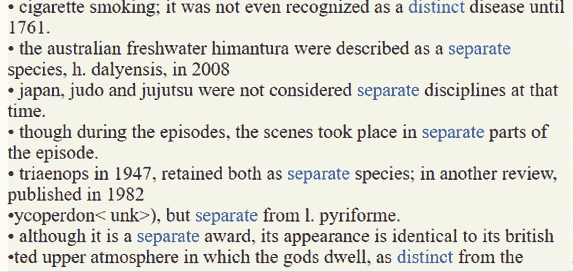 • cigarette smoking; it was not even recognized as a distinct disease until
1761.
• the australian freshwater himantura were described as a separate
species, h. dalyensis, in 2008
• japan, judo and jujutsu were not considered separate disciplines at that
time.
• though during the episodes, the scenes took place in separate parts of
the episode.
• triaenops in 1947, retained both as separate species; in another review,
published in 1982
•ycoperdon< unk>), but separate from l. pyriforme.
• although it is a separate award, its appearance is identical to its british
•ted upper atmosphere in which the gods dwell, as distinct from the